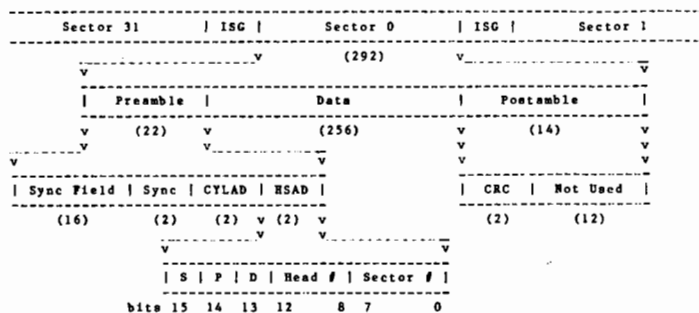 Sector 31 | ISG | Sector 0 | ISG | Sector 1
(292)
| Preamble | Data | Postamble |
(22) (256) (14)
| Sync Field | Sync | CYLAD | HSAD | | CRC | Not Used |
(16) (2) (2) (2) (2) (12)
| S | P | D | Head # | Sector # |
bits 15 14 13 12 8 7 0